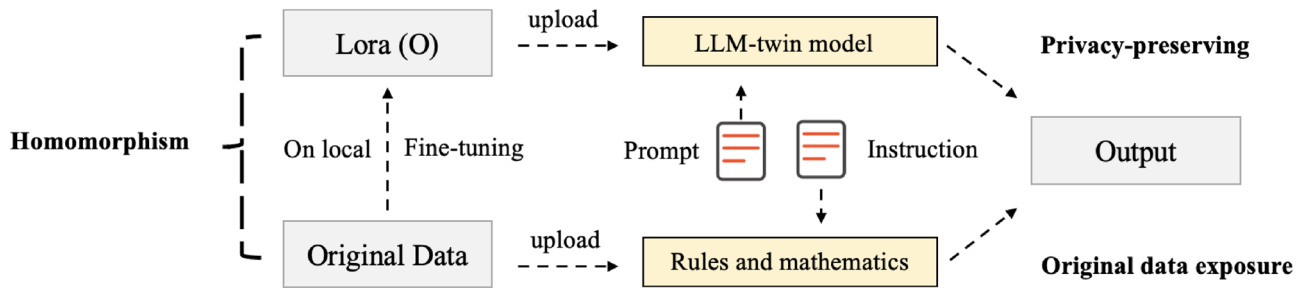 Lora (O)
upload
LLM-twin model
Privacy-preserving
Homomorphism
On local
Fine-tuning
Prompt
Instruction
Output
Original Data
upload
Rules and mathematics
Original data exposure